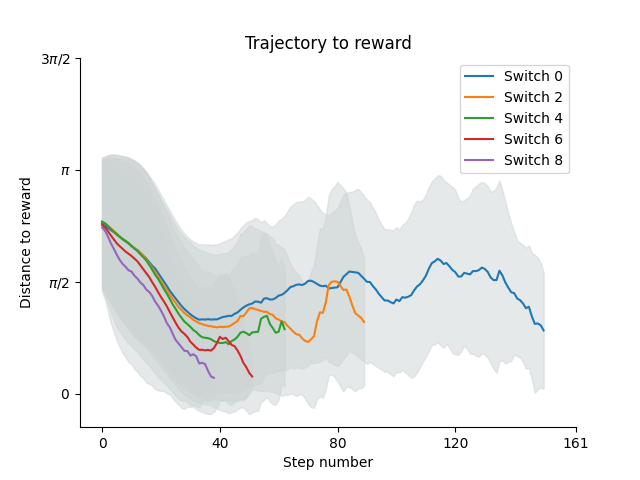 Trajectory to reward
3π/2
π
π/2
0
Distance to reward
Switch 0
Switch 2
Switch 4
Switch 6
Switch 8
0 40 80 120 161
Step number